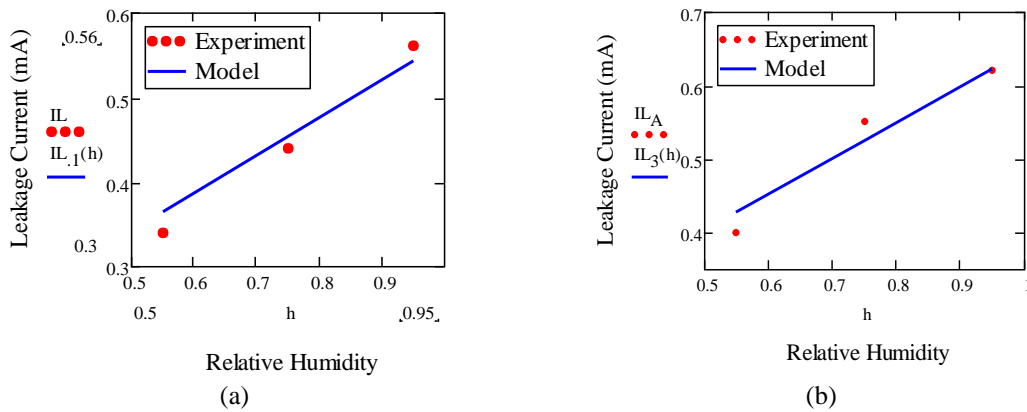 0.6
Experiment
Model
0.56
0.5
IL
IL.1(h)
0.4
0.3
0.3
0.5 0.6 0.7 0.8 0.9
0.5 h 0.95
Leakage Current (mA)
Relative Humidity
(a)
0.7
Experiment
Model
0.6
ILA
IL3(h)
0.5
0.4
0.5 0.6 0.7 0.8 0.9 1
h
Leakage Current (mA)
Relative Humidity
(b)